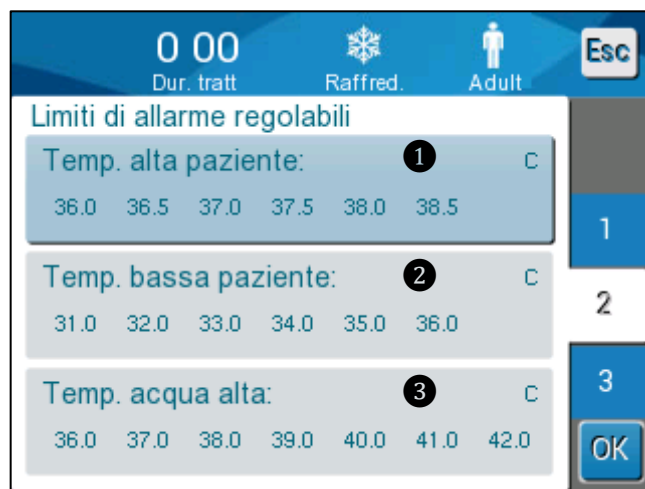 0 00 Esc
Dur. tratt Raffred. Adult
Limiti di allarme regolabili
Temp. alta paziente: ❶ C
36.0 36.5 37.0 37.5 38.0 38.5
1
Temp. bassa paziente: ❷ C
31.0 32.0 33.0 34.0 35.0 36.0
2
Temp. acqua alta: ❸ C
36.0 37.0 38.0 39.0 40.0 41.0 42.0
3
OK